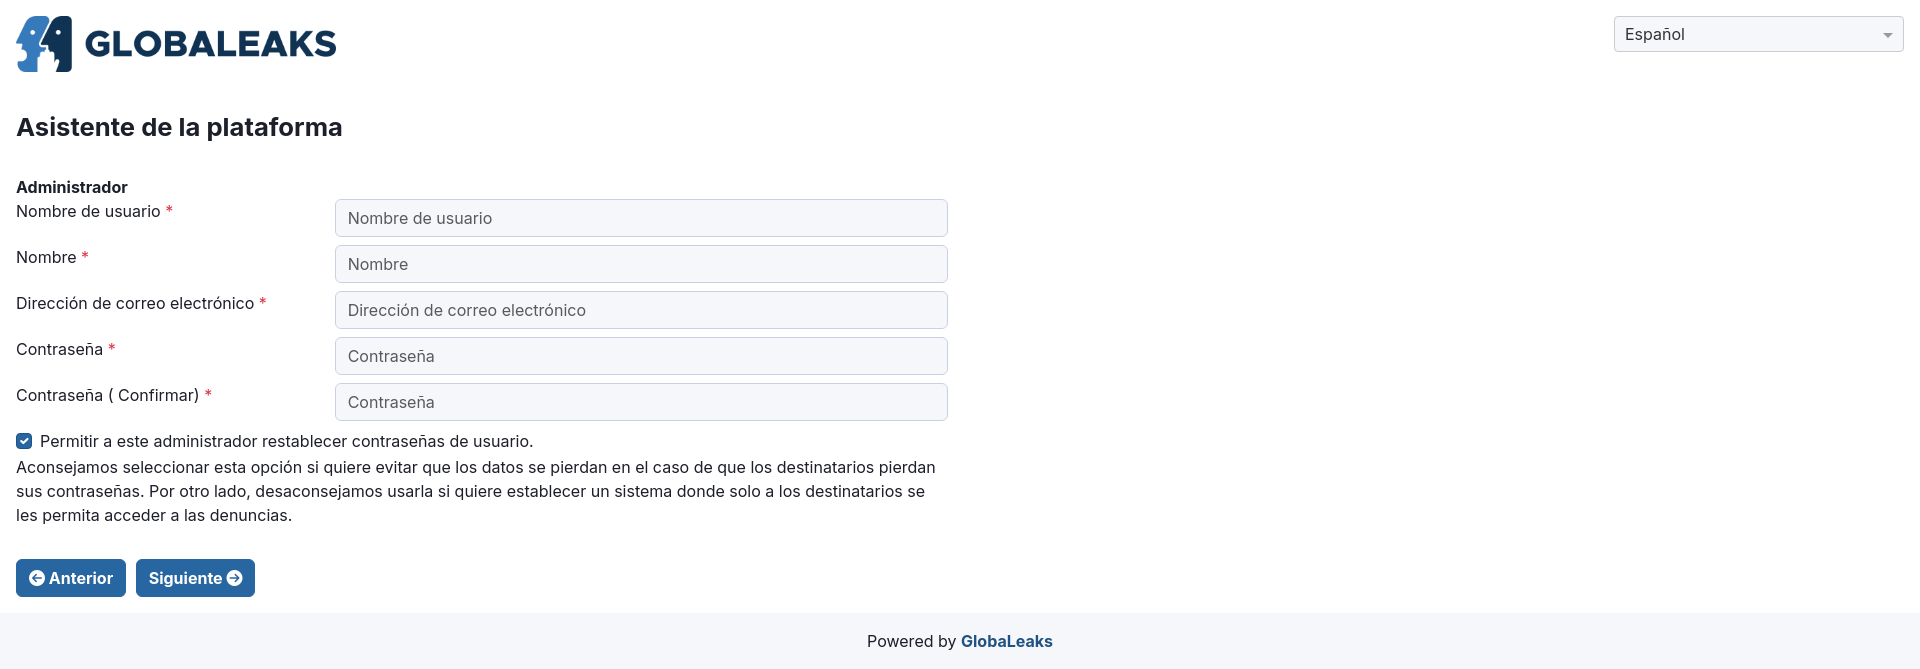 GLOBALEAKS
Español
Asistente de la plataforma
Administrador
Nombre de usuario *
Nombre de usuario
Nombre *
Nombre
Dirección de correo electrónico *
Dirección de correo electrónico
Contraseña *
Contraseña
Contraseña ( Confirmar) *
Contraseña
Permitir a este administrador restablecer contraseñas de usuario.
Aconsejamos seleccionar esta opción si quiere evitar que los datos se pierdan en el caso de que los destinatarios pierdan
sus contraseñas. Por otro lado, desaconsejamos usarla si quiere establecer un sistema donde solo a los destinatarios se
les permita acceder a las denuncias.
Anterior
Siguiente
Powered by GlobaLeaks